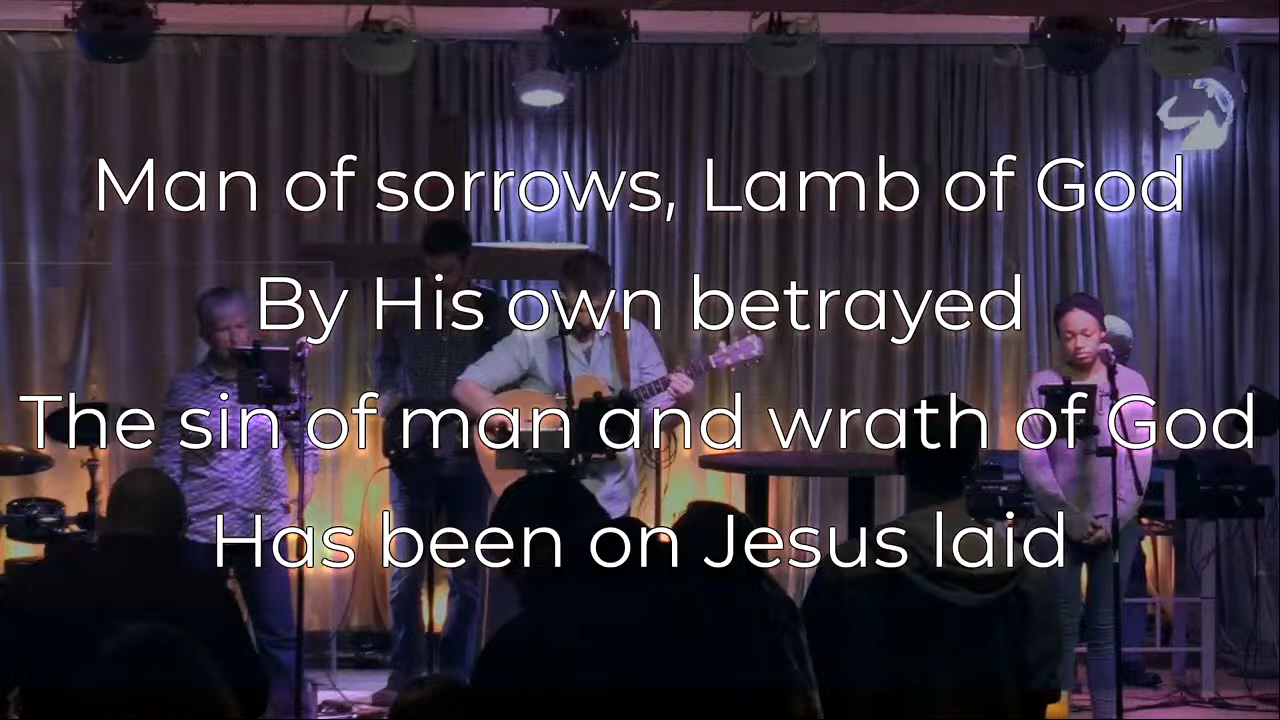 Man of sorrows, Lamb of God
By His own betrayed
The sin of man and wrath of God
Has been on Jesus laid